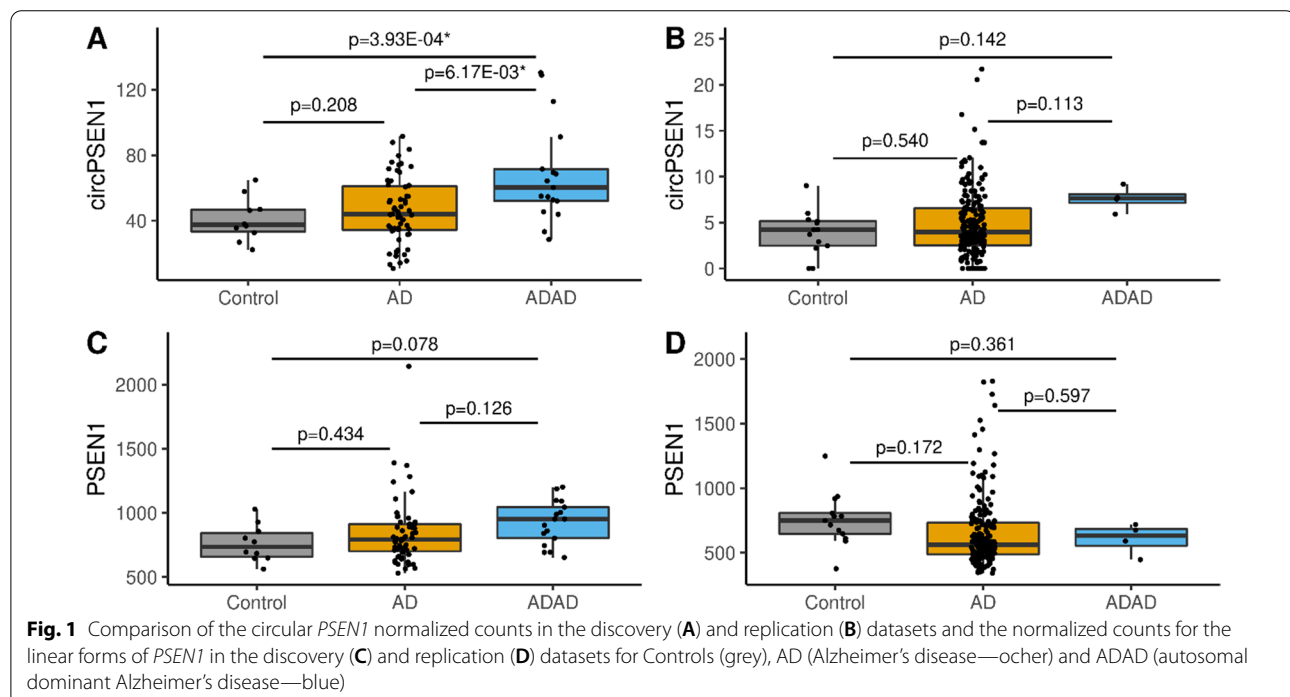 A
p=3.93E-04*
p=6.17E-03*
p=0.208
circPSEN1
120
80
40
Control
AD
ADAD
B
p=0.142
p=0.113
p=0.540
circPSEN1
25
20
15
10
5
0
Control
AD
ADAD
C
p=0.078
p=0.126
p=0.434
PSEN1
2000
1500
1000
500
Control
AD
ADAD
D
p=0.361
p=0.597
p=0.172
PSEN1
2000
1500
1000
500
Control
AD
ADAD
Fig. 1 Comparison of the circular PSEN1 normalized counts in the discovery (A) and replication (B) datasets and the normalized counts for the
linear forms of PSEN1 in the discovery (C) and replication (D) datasets for Controls (grey), AD (Alzheimer's disease—ocher) and ADAD (autosomal
dominant Alzheimer's disease—blue)